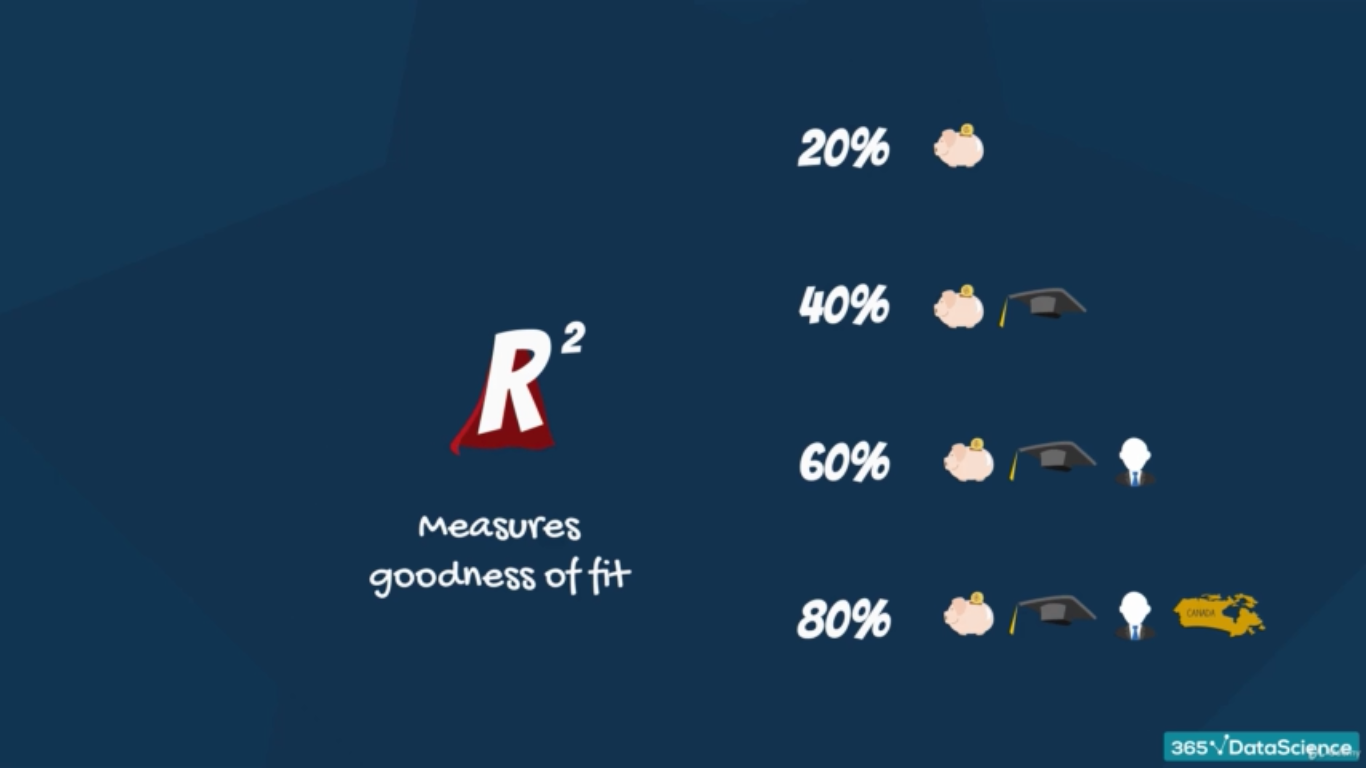 20%
40%
R²
Measures
goodness of fit
60%
80%
CANADA
365 DataScience